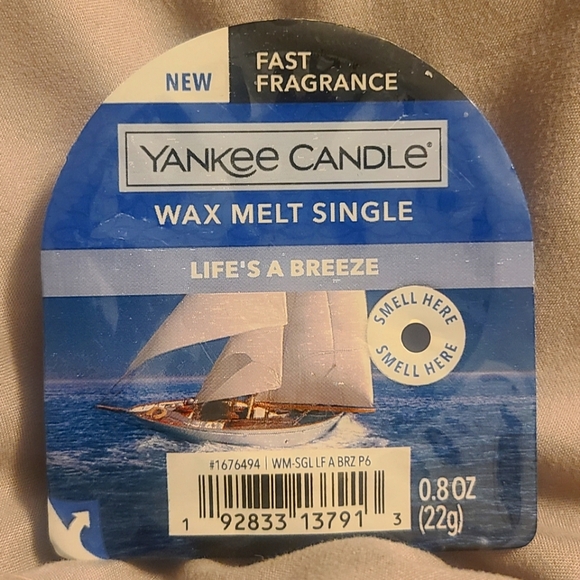 NEW
FAST
FRAGRANCE
YANKEE CANDLE®
WAX MELT SINGLE
LIFE'S A BREEZE
SMELL HERE
SMELL HERE
#1676494 | WM-SGL LF A BRZ P6
1 92833 13791 3
0.8 OZ
(22g)